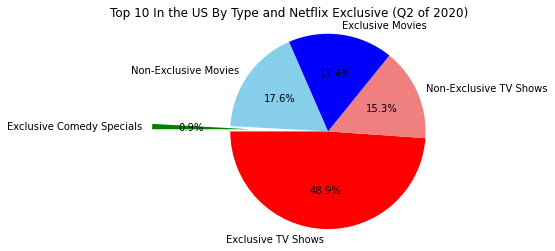 Top 10 In the US By Type and Netflix Exclusive (Q2 of 2020)
Exclusive Movies
Non-Exclusive Movies
17.4%
Non-Exclusive TV Shows
17.6%
15.3%
Exclusive Comedy Specials
0.9%
48.9%
Exclusive TV Shows